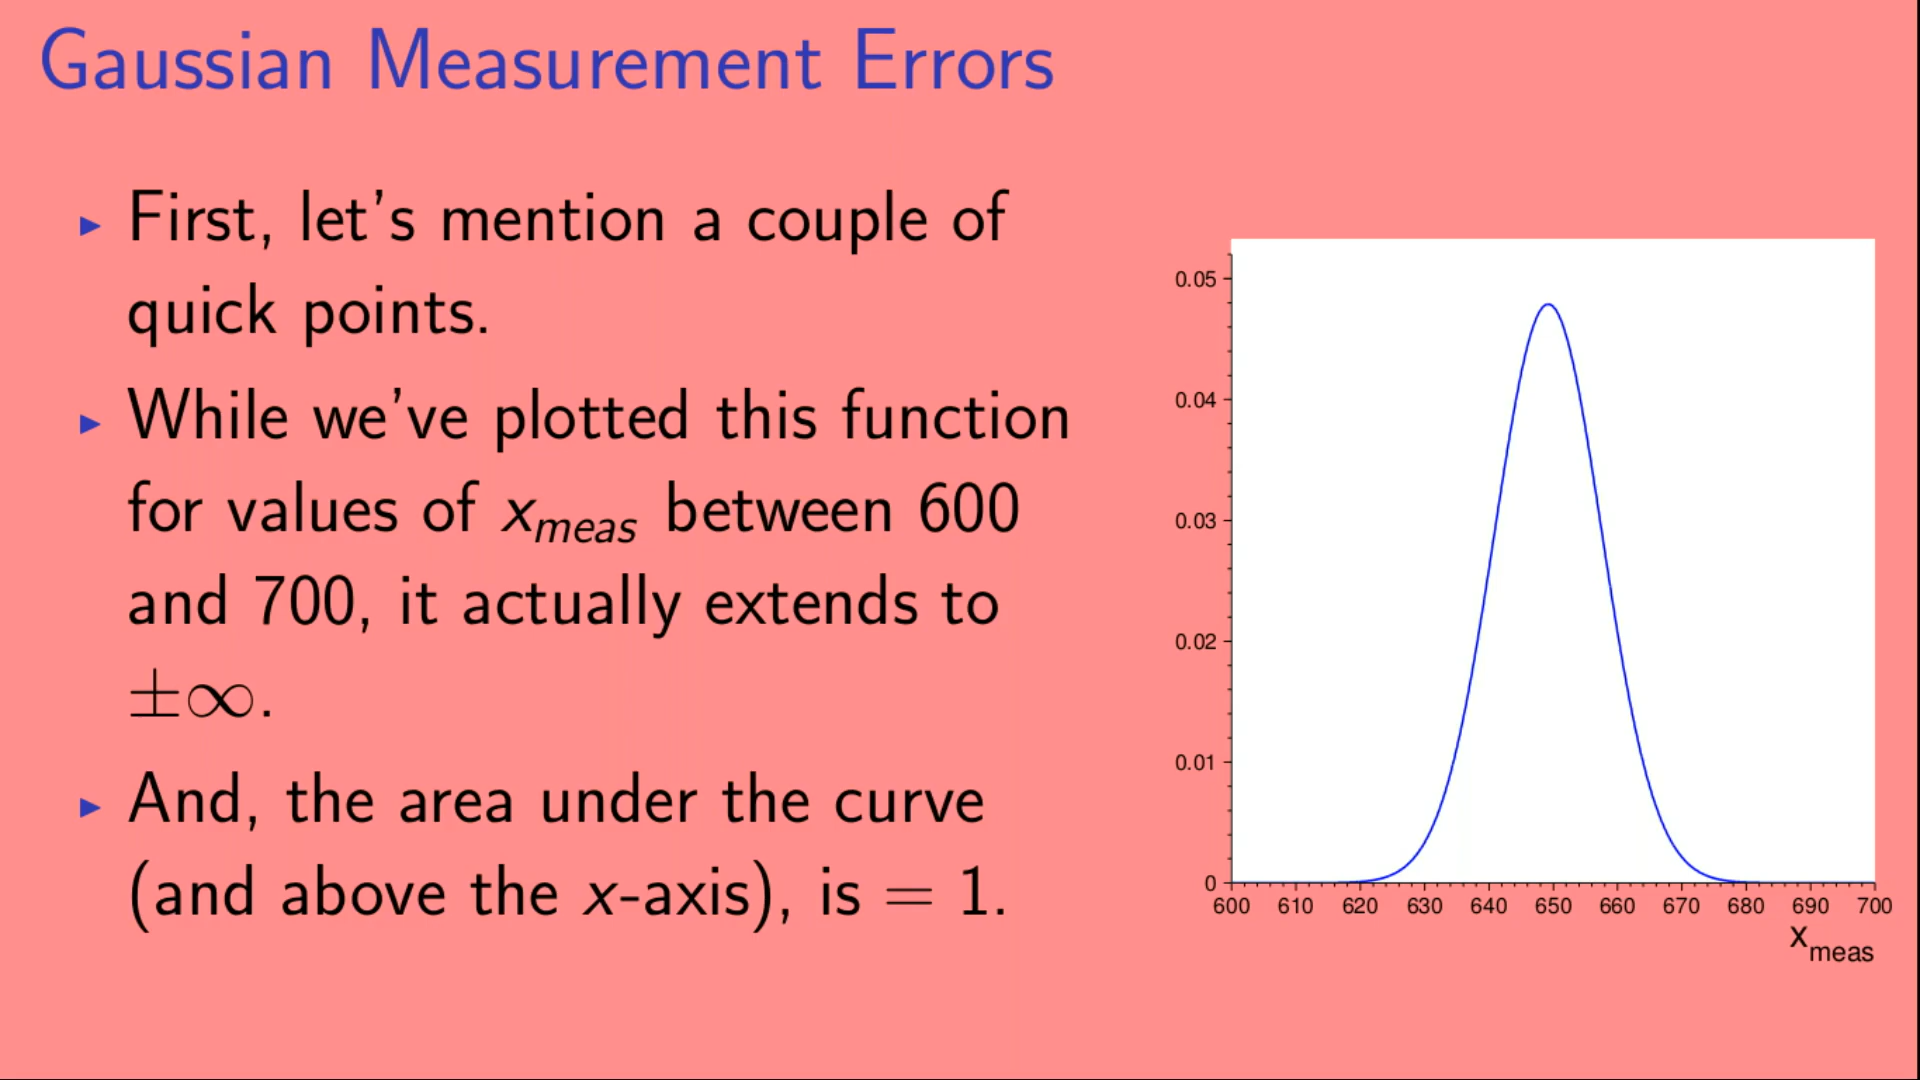 Gaussian Measurement Errors
First, let's mention a couple of
quick points.
While we've plotted this function
for values of x_meas between 600
and 700, it actually extends to
±∞.
And, the area under the curve
(and above the x-axis), is = 1.
0.05
0.04
0.03
0.02
0.01
0
600 610 620 630 640 650 660 670 680 690 700
x_meas